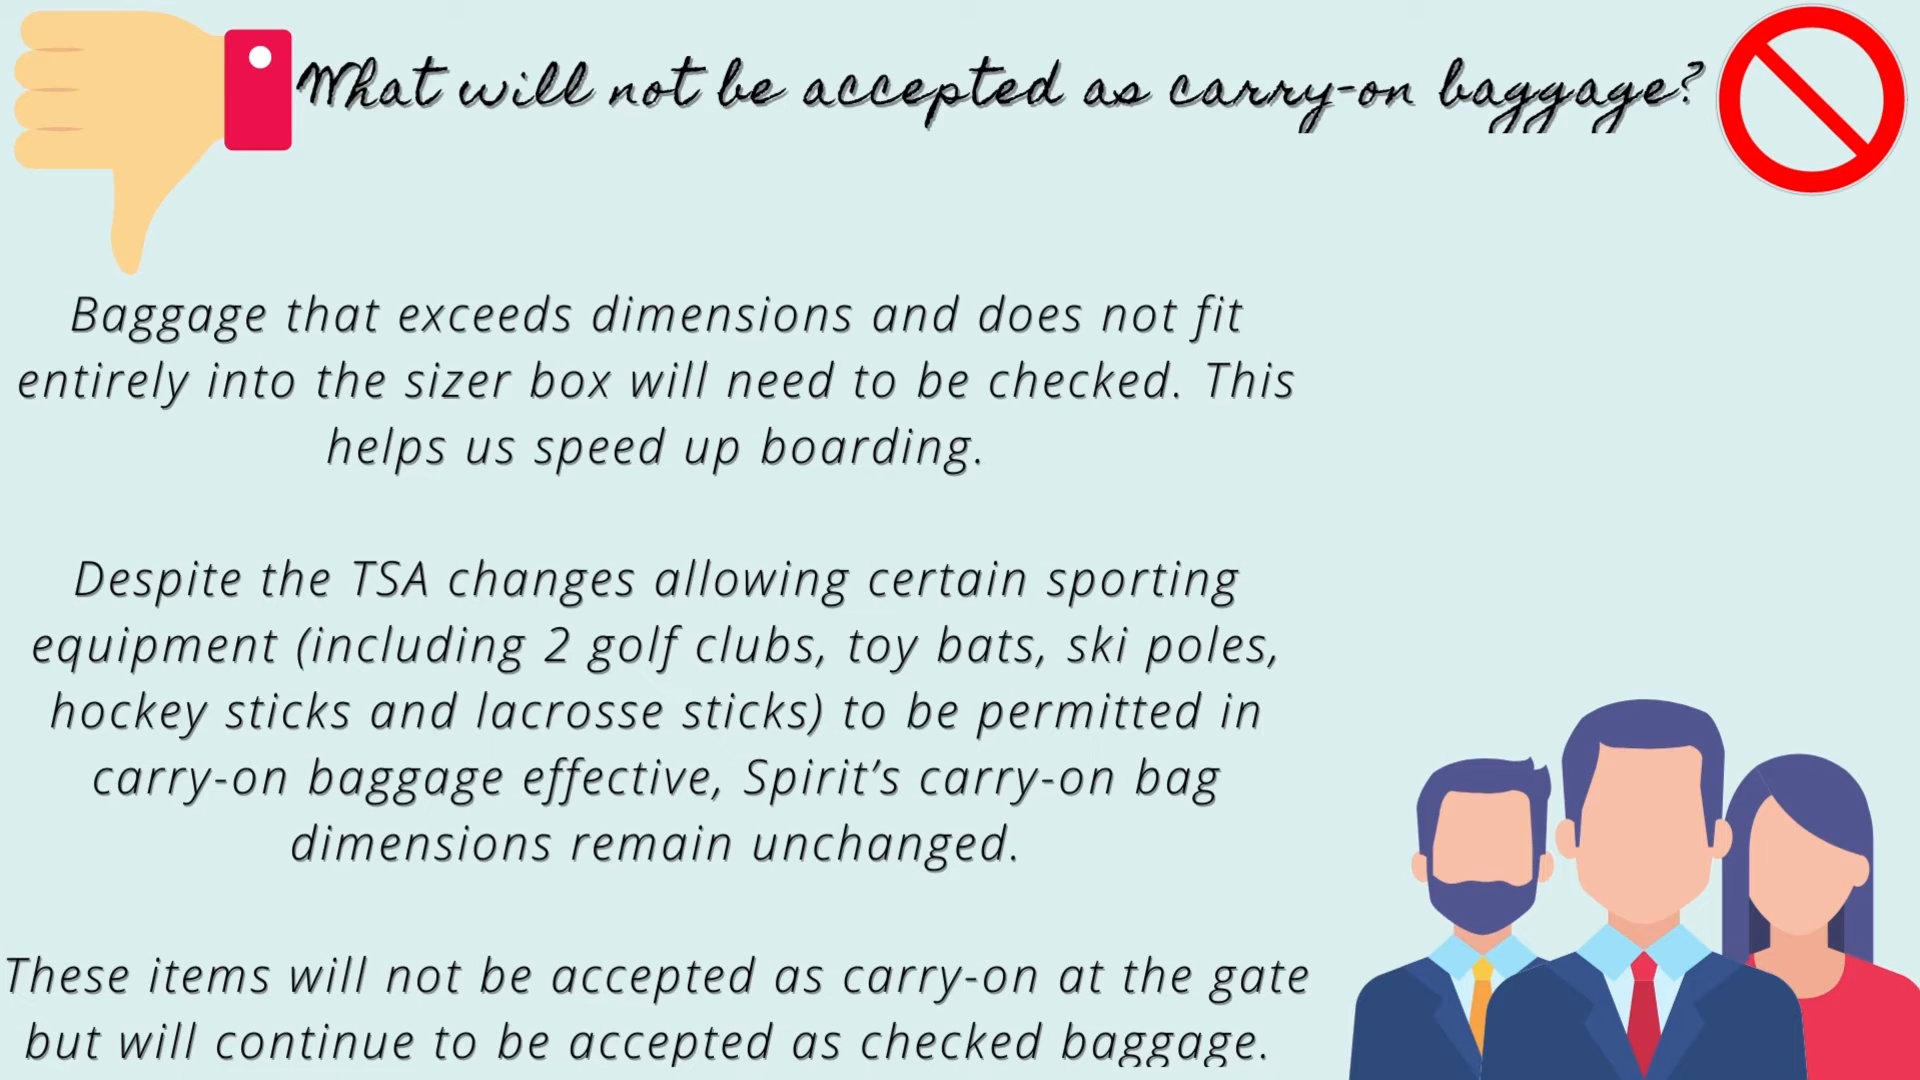 What will not be accepted as carry-on baggage?
Baggage that exceeds dimensions and does not fit
entirely into the sizer box will need to be checked. This
helps us speed up boarding.
Despite the TSA changes allowing certain sporting
equipment (including 2 golf clubs, toy bats, ski poles,
hockey sticks and lacrosse sticks) to be permitted in
carry-on baggage effective, Spirit’s carry-on bag
dimensions remain unchanged.
These items will not be accepted as carry-on at the gate
but will continue to be accepted as checked baggage.